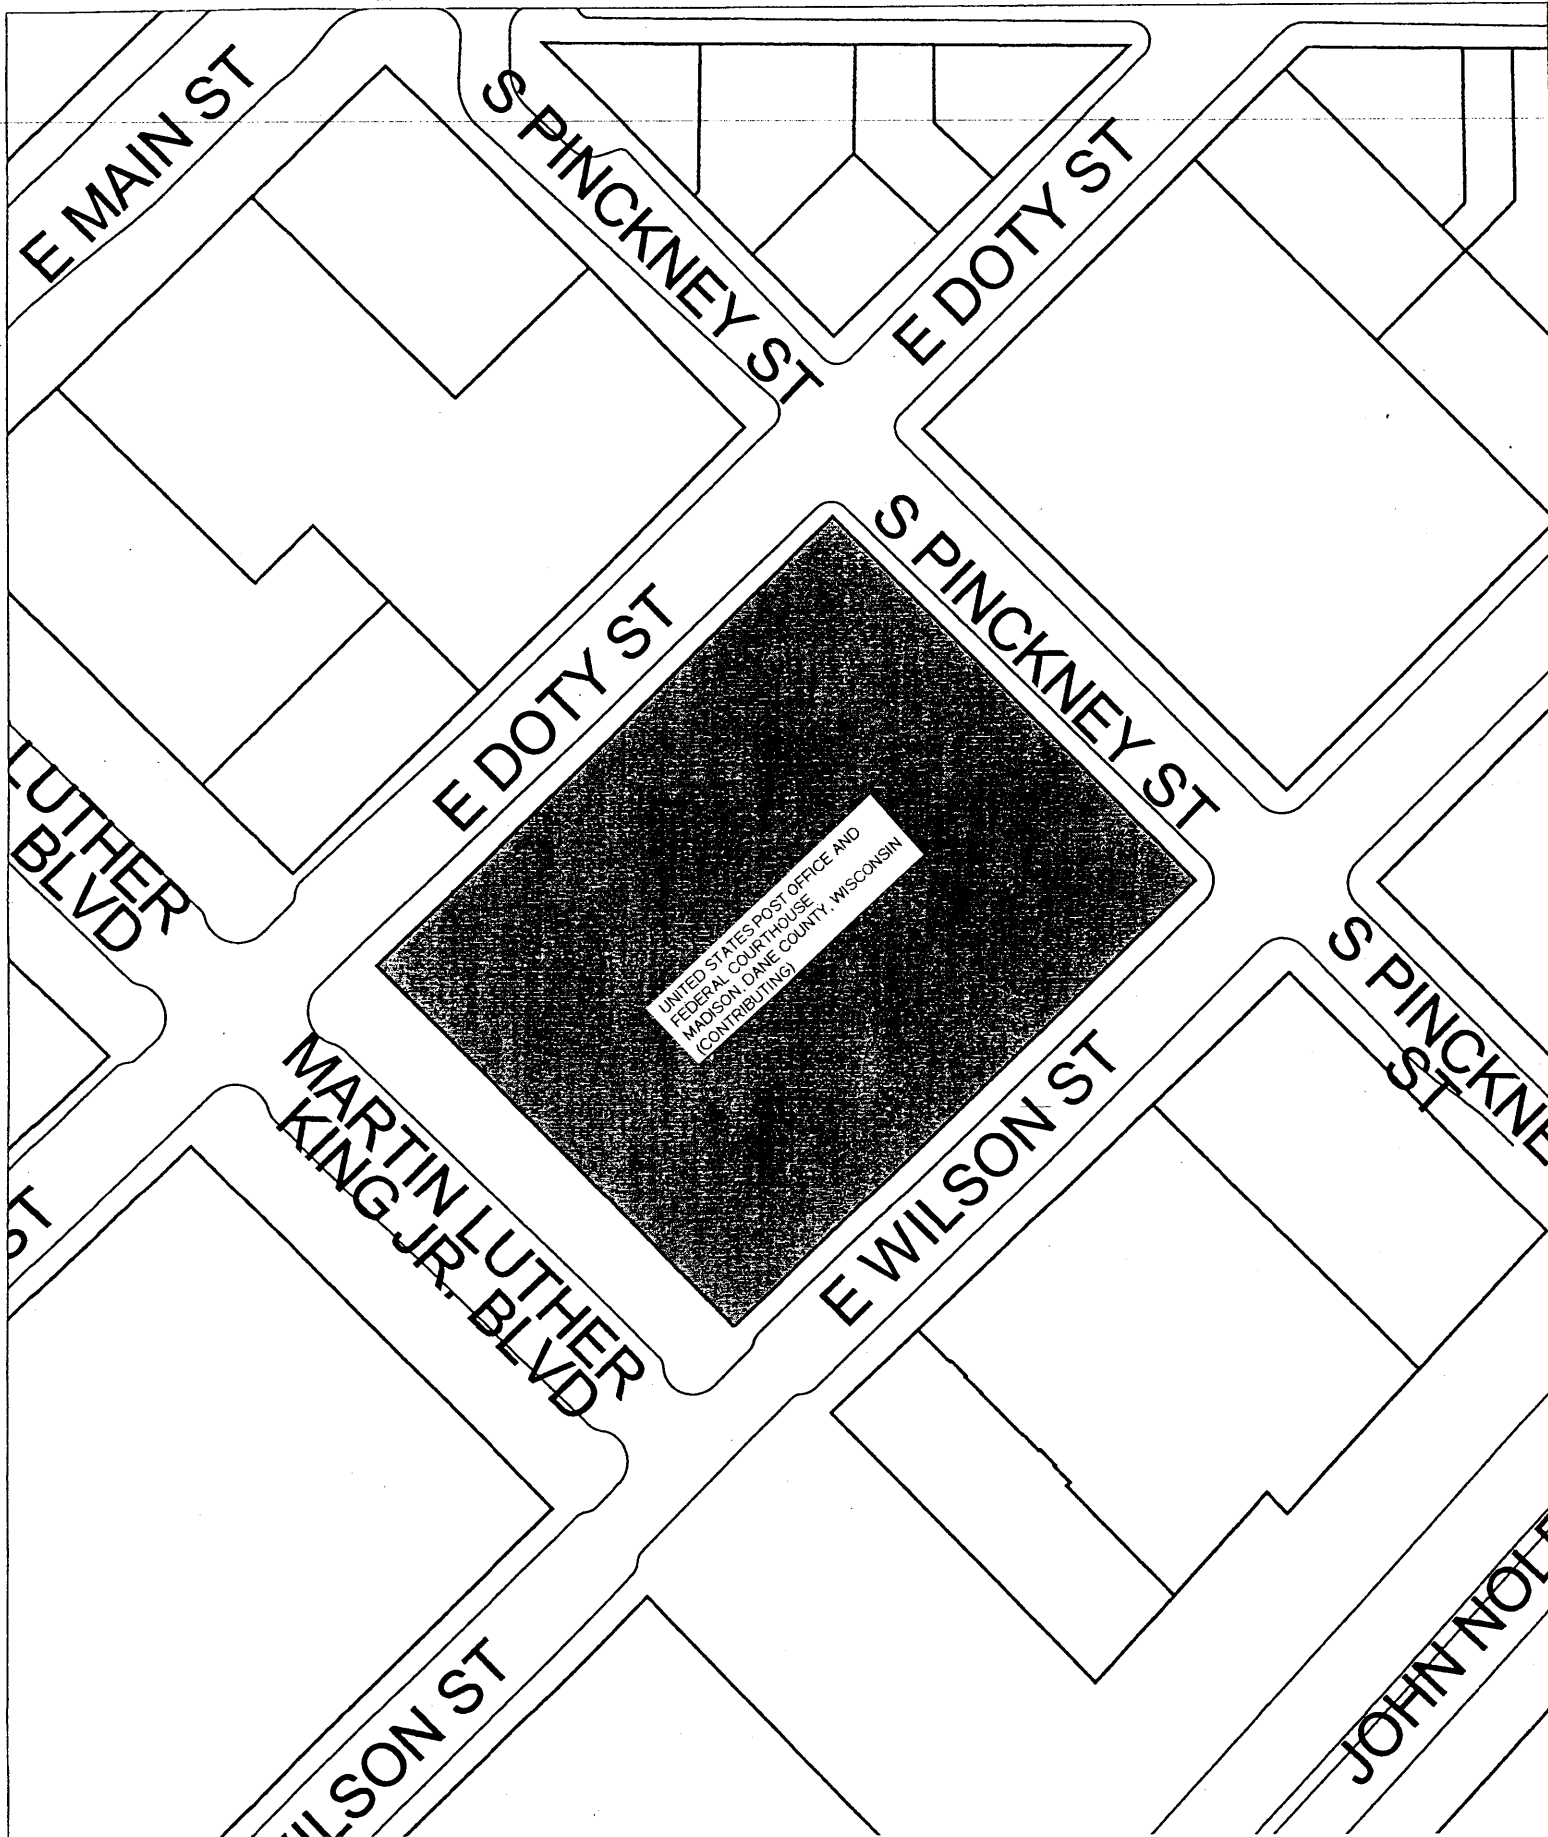 E MAIN ST
S PINCKNEY ST
E DOTY ST
S PINCKNEY ST
E DOTY ST
LUTHER
BLVD
UNITED STATES POST OFFICE AND
FEDERAL COURTHOUSE
MADISON, DANE COUNTY, WISCONSIN
(CONTRIBUTING)
S PINCKNE
ST
MARTIN LUTHER
KING JR. BLVD
E WILSON ST
ST
JOHN NOLE
WILSON ST